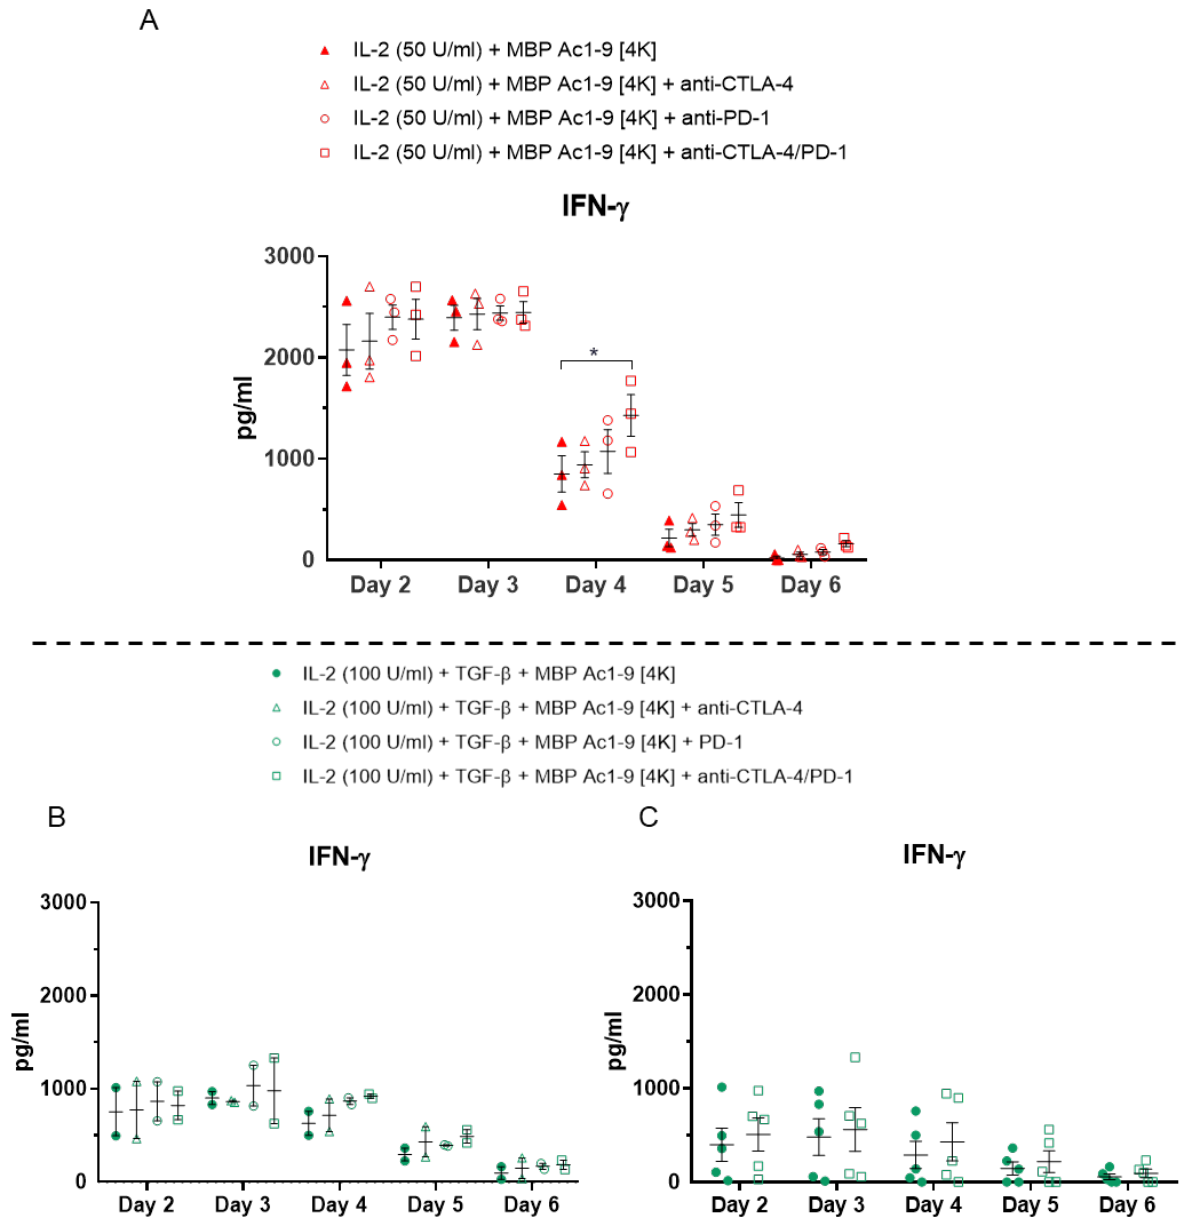 A
IL-2 (50 U/ml) + MBP Ac1-9 [4K]
IL-2 (50 U/ml) + MBP Ac1-9 [4K] + anti-CTLA-4
IL-2 (50 U/ml) + MBP Ac1-9 [4K] + anti-PD-1
IL-2 (50 U/ml) + MBP Ac1-9 [4K] + anti-CTLA-4/PD-1
IFN-γ
3000
2000
1000
0
pg/ml
*
Day 2 Day 3 Day 4 Day 5 Day 6
IL-2 (100 U/ml) + TGF-β + MBP Ac1-9 [4K]
IL-2 (100 U/ml) + TGF-β + MBP Ac1-9 [4K] + anti-CTLA-4
IL-2 (100 U/ml) + TGF-β + MBP Ac1-9 [4K] + PD-1
IL-2 (100 U/ml) + TGF-β + MBP Ac1-9 [4K] + anti-CTLA-4/PD-1
B
IFN-γ
3000
2000
1000
0
pg/ml
Day 2 Day 3 Day 4 Day 5 Day 6
C
IFN-γ
3000
2000
1000
0
pg/ml
Day 2 Day 3 Day 4 Day 5 Day 6